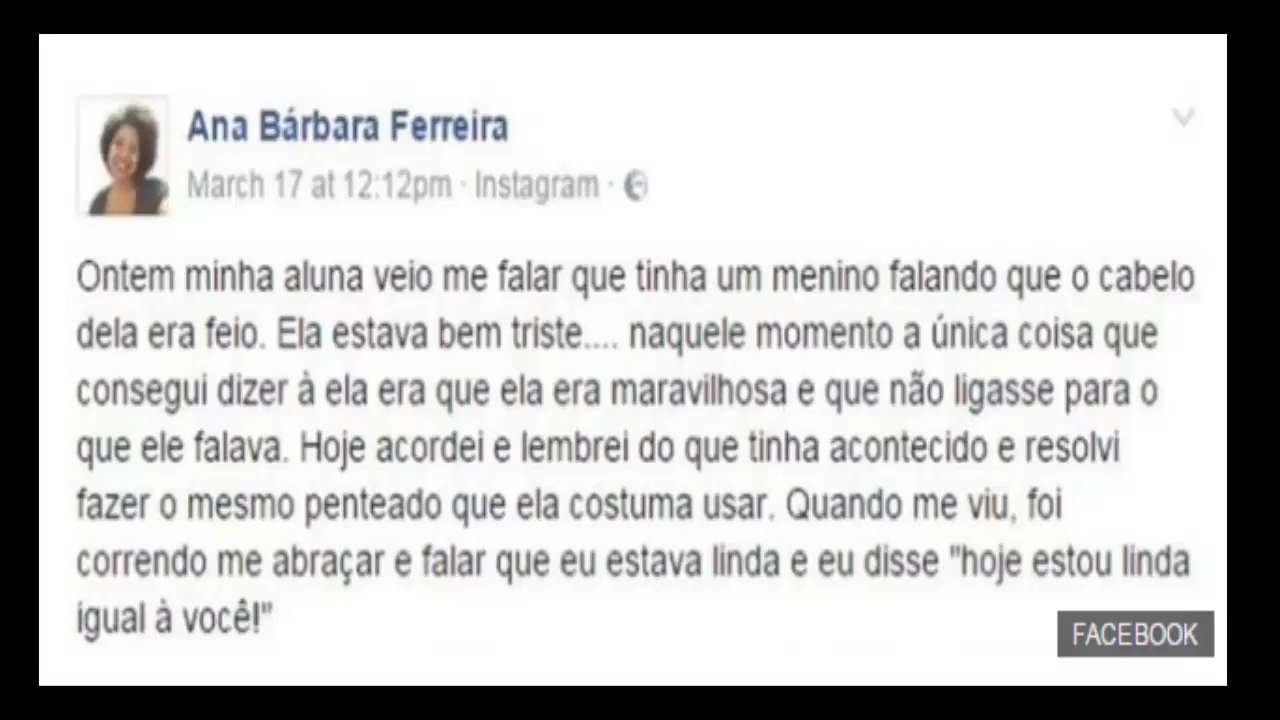 Ana Bárbara Ferreira
March 17 at 12:12pm · Instagram ·
Ontem minha aluna veio me falar que tinha um menino falando que o cabelo
dela era feio. Ela estava bem triste.... naquele momento a única coisa que
consegui dizer à ela era que ela era maravilhosa e que não ligasse para o
que ele falava. Hoje acordei e lembrei do que tinha acontecido e resolvi
fazer o mesmo penteado que ela costuma usar. Quando me viu, foi
correndo me abraçar e falar que eu estava linda e eu disse "hoje estou linda
igual à você!"
FACEBOOK